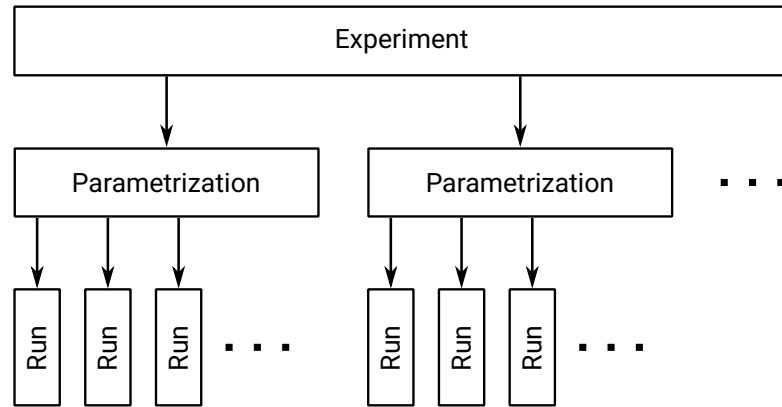 Experiment
Parametrization
Parametrization
. . .
Run
Run
Run
. . .
Run
Run
Run
. . .